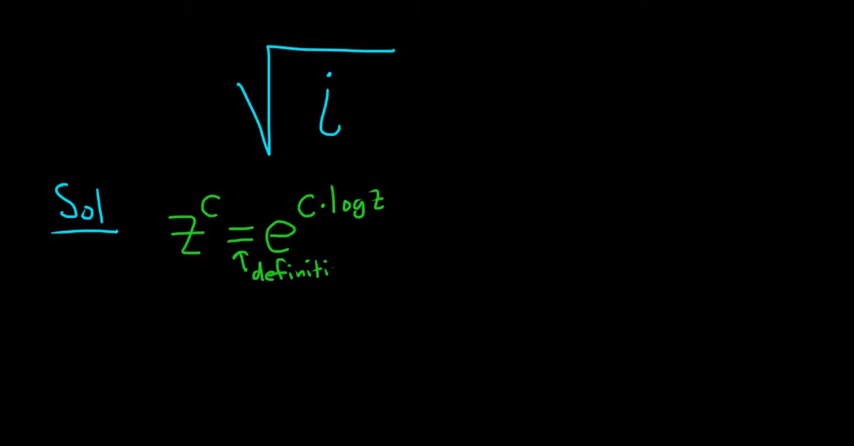 √i
Sol z^c = e^(c·log z)
↑ definiti